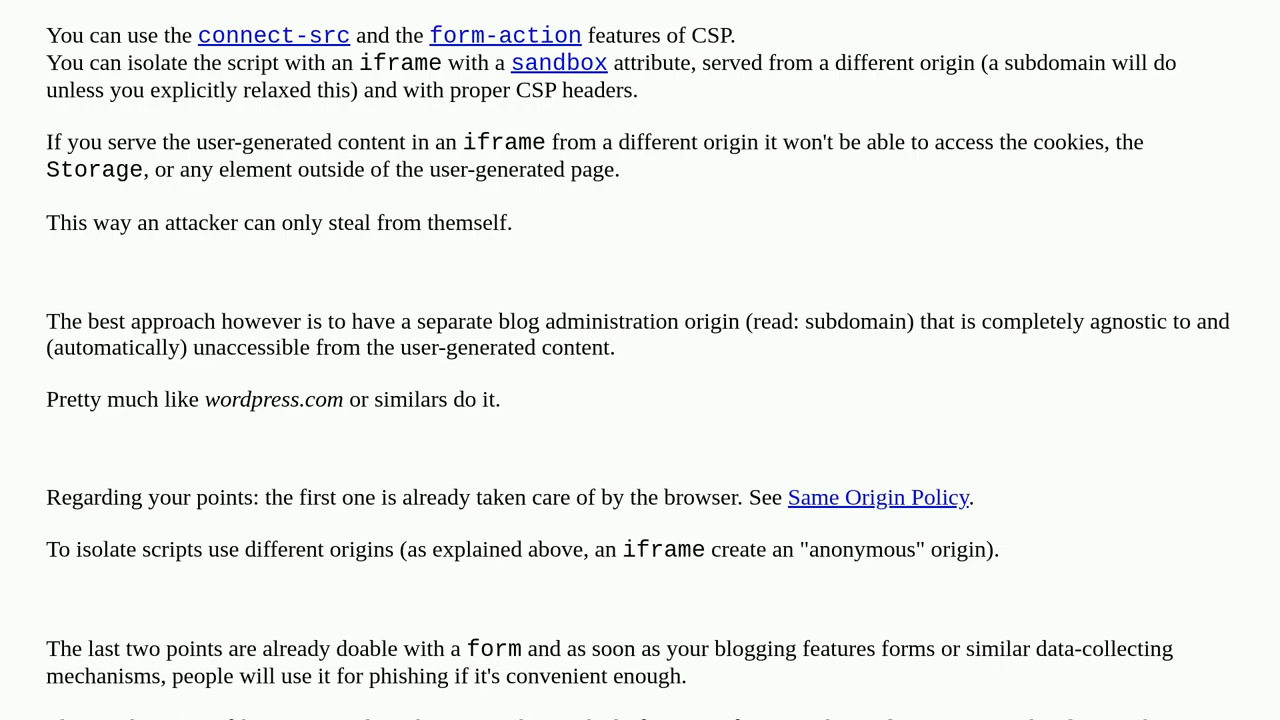 You can use the connect-src and the form-action features of CSP.
You can isolate the script with an iframe with a sandbox attribute, served from a different origin (a subdomain will do
unless you explicitly relaxed this) and with proper CSP headers.
If you serve the user-generated content in an iframe from a different origin it won't be able to access the cookies, the
Storage, or any element outside of the user-generated page.
This way an attacker can only steal from themself.
The best approach however is to have a separate blog administration origin (read: subdomain) that is completely agnostic to and
(automatically) unaccessible from the user-generated content.
Pretty much like wordpress.com or similars do it.
Regarding your points: the first one is already taken care of by the browser. See Same Origin Policy.
To isolate scripts use different origins (as explained above, an iframe create an "anonymous" origin).
The last two points are already doable with a form and as soon as your blogging features forms or similar data-collecting
mechanisms, people will use it for phishing if it's convenient enough.